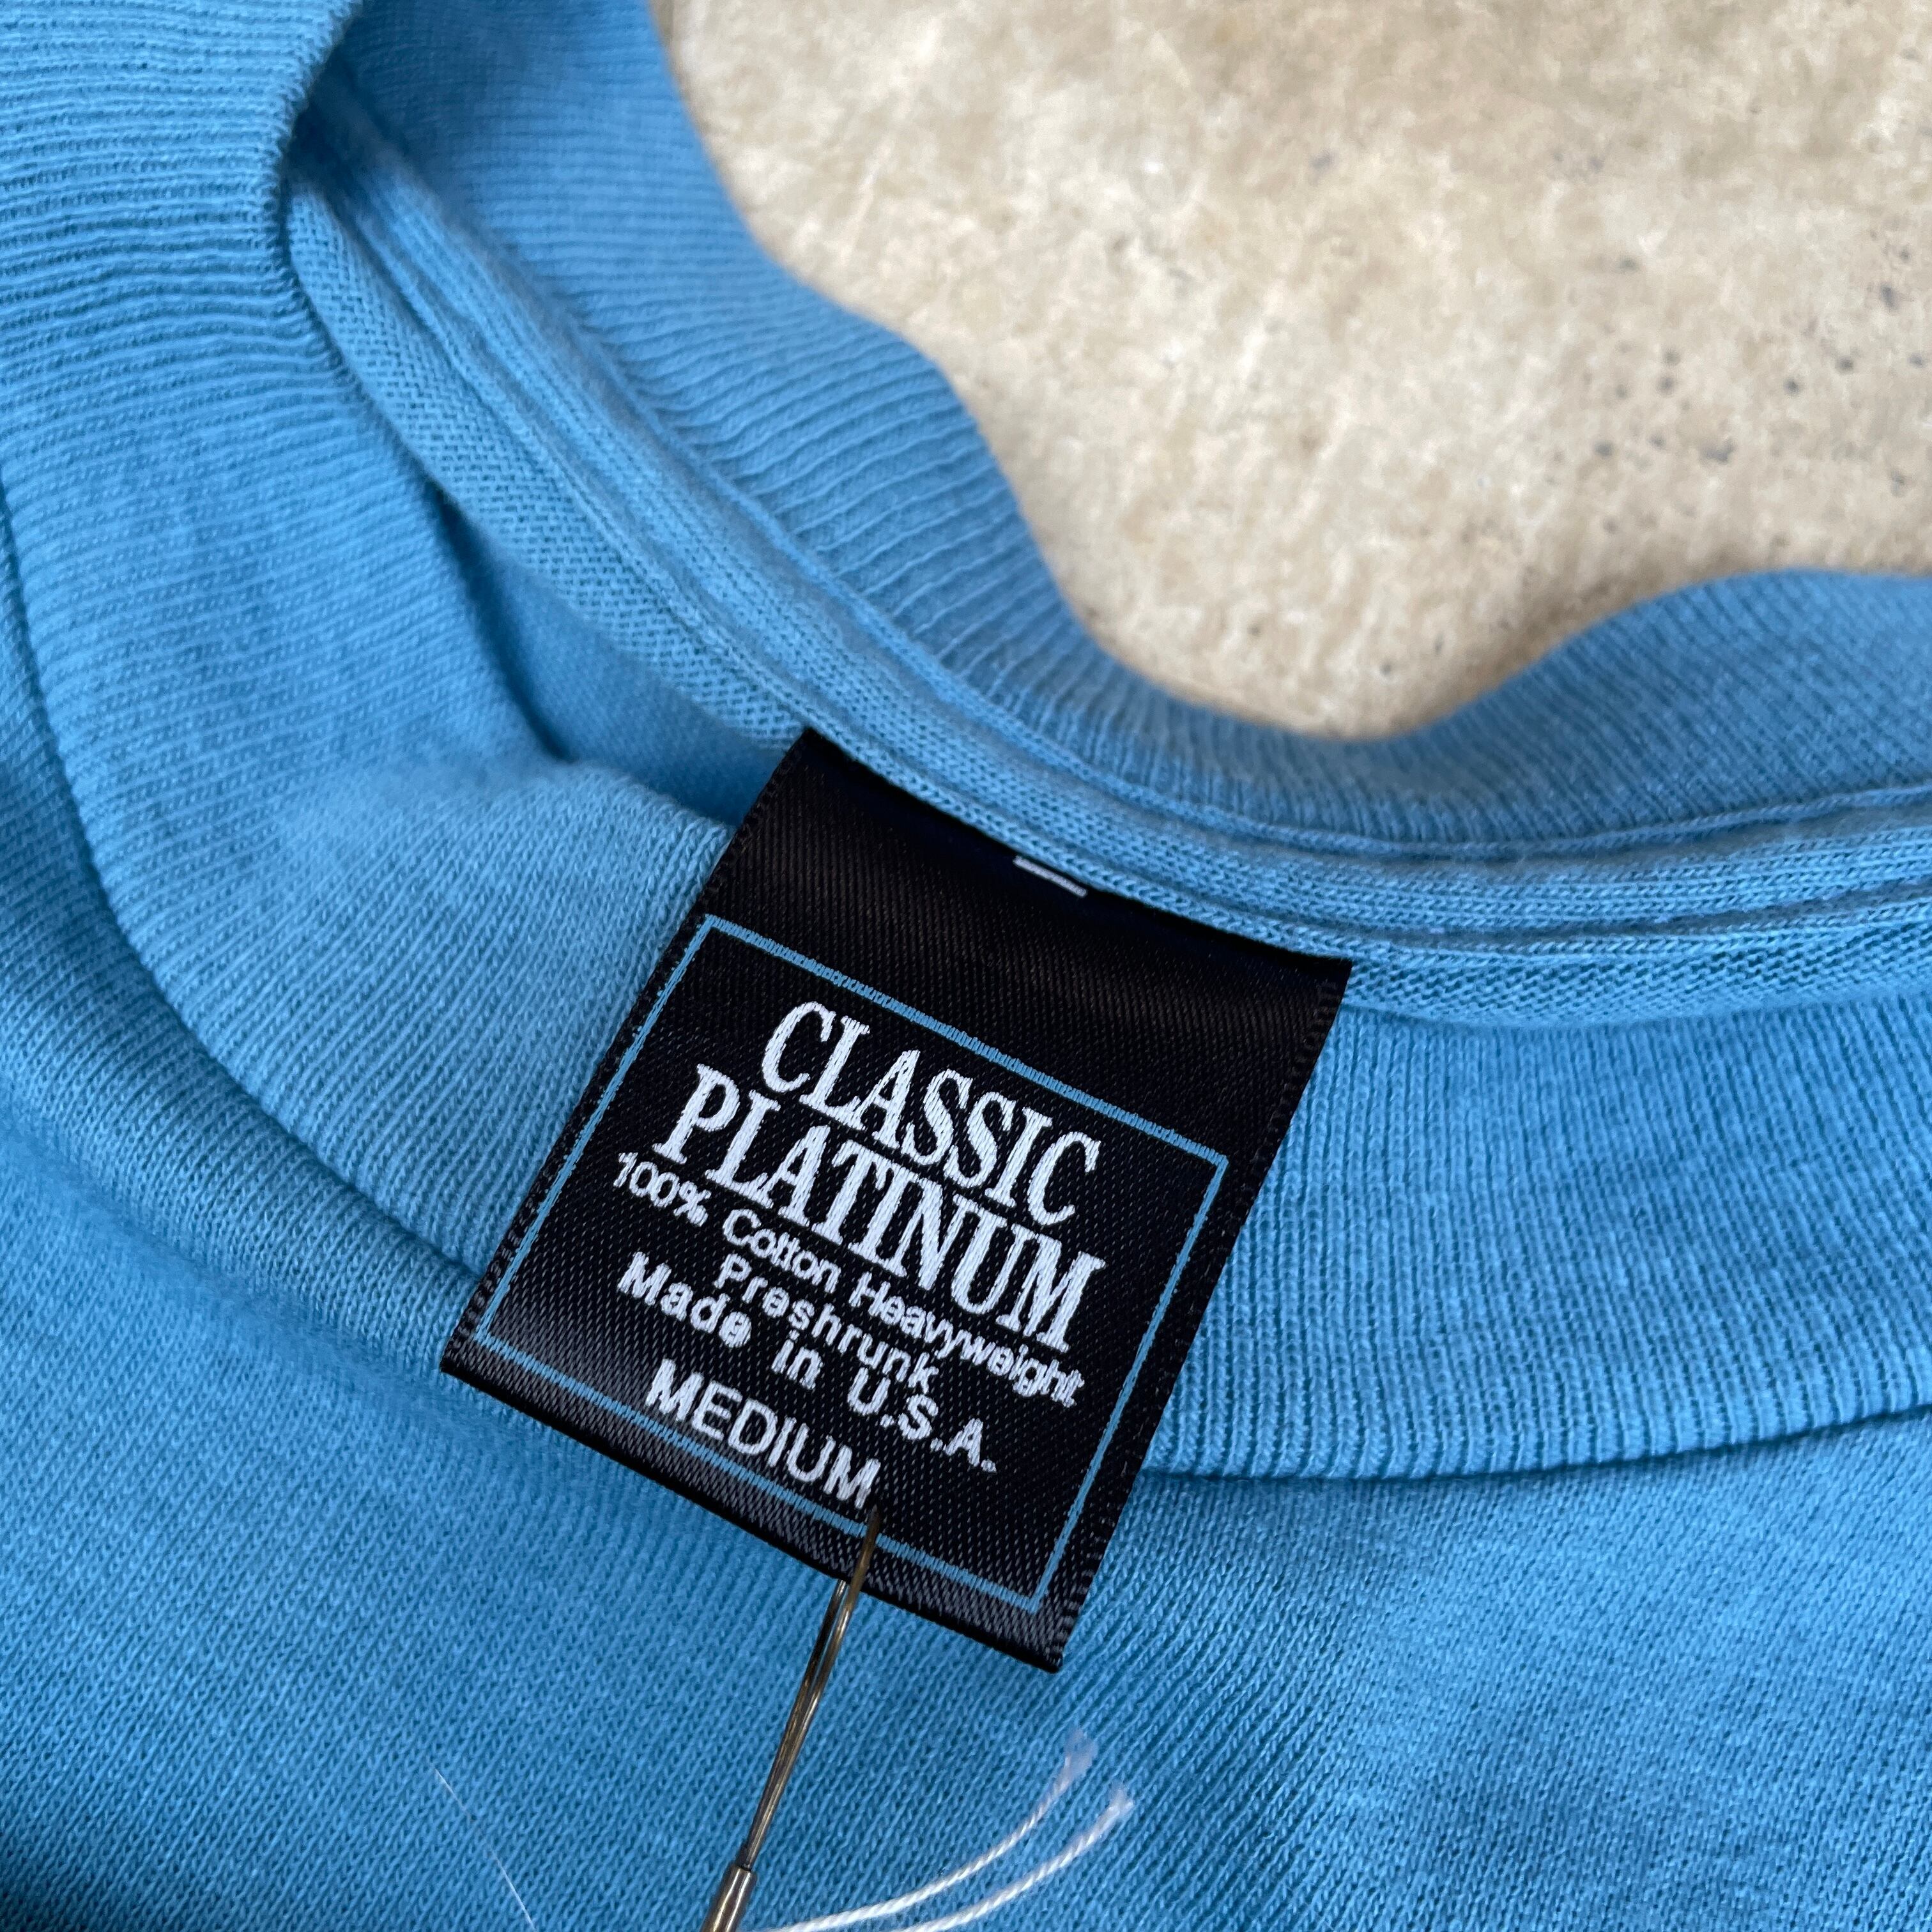 CLASSIC
PLATINUM
100% Cotton Heavyweight
Preshrunk
Made in U.S.A.
MEDIUM